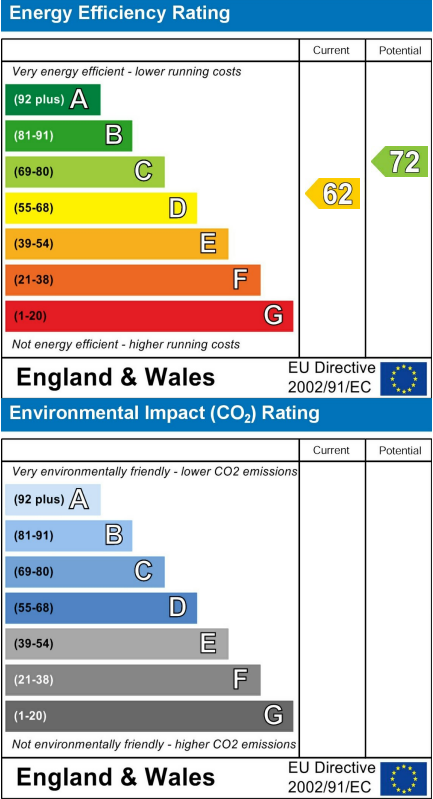 Energy Efficiency Rating
Current Potential
Very energy efficient - lower running costs
(92 plus) A
(81-91) B
(69-80) C
(55-68) D
(39-54) E
(21-38) F
(1-20) G
62
72
Not energy efficient - higher running costs
England & Wales
EU Directive
2002/91/EC
Environmental Impact (CO₂) Rating
Current Potential
Very environmentally friendly - lower CO2 emissions
(92 plus) A
(81-91) B
(69-80) C
(55-68) D
(39-54) E
(21-38) F
(1-20) G
Not environmentally friendly - higher CO2 emissions
England & Wales
EU Directive
2002/91/EC